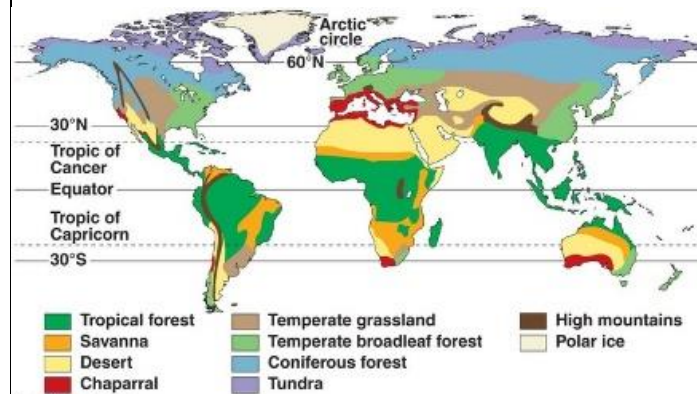 Arctic
circle
60°N
30°N
Tropic of
Cancer
Equator
Tropic of
Capricorn
30°S
Tropical forest
Savanna
Desert
Chaparral
Temperate grassland
Temperate broadleaf forest
Coniferous forest
Tundra
High mountains
Polar ice